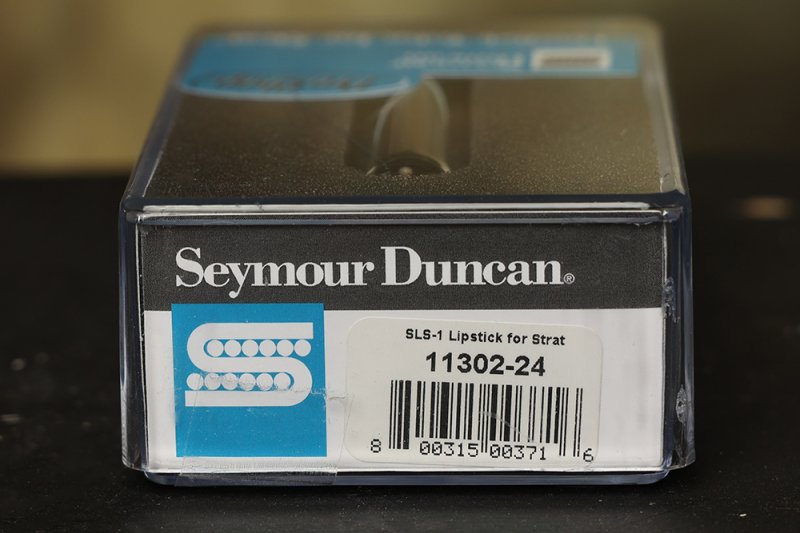 Seymour Duncan®
SLS-1 Lipstick for Strat
11302-24
8 00315 00371 6